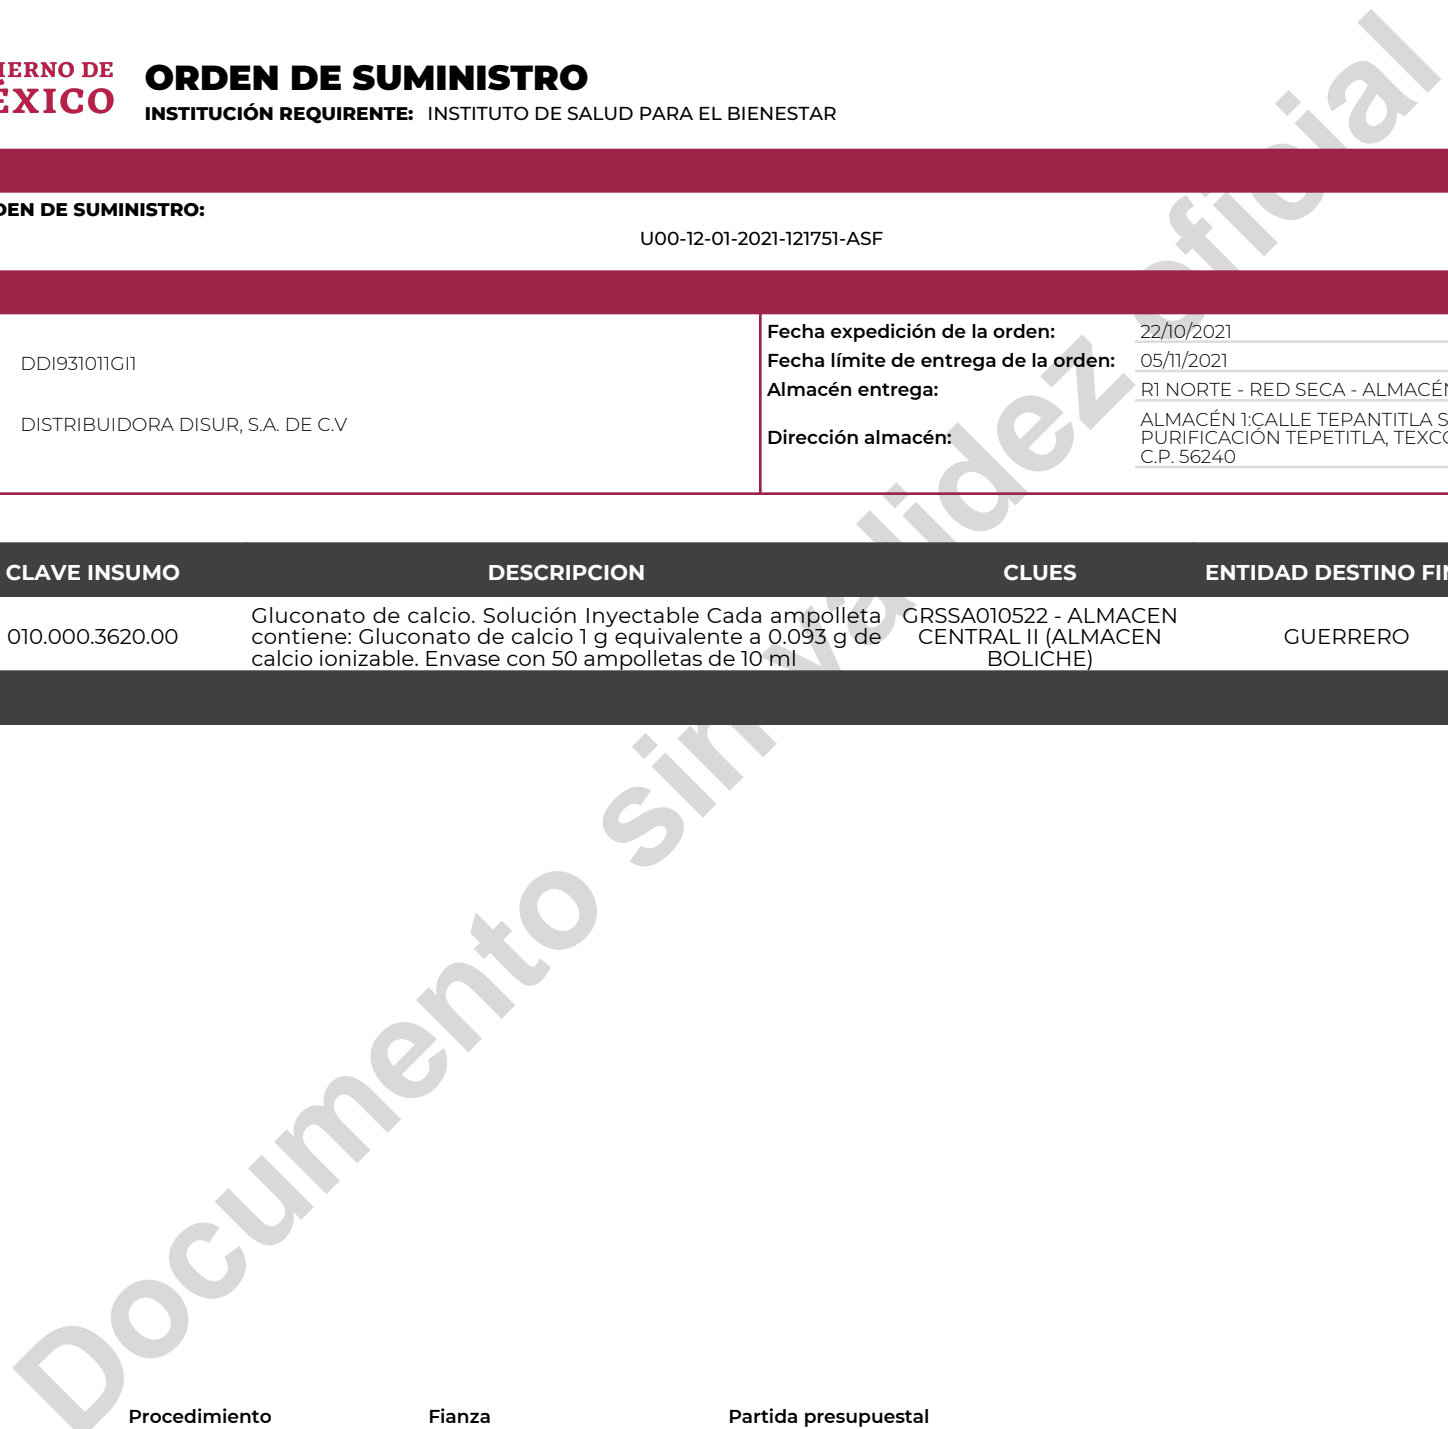 IERNO DE
ÉXICO
ORDEN DE SUMINISTRO
INSTITUCIÓN REQUIRENTE: INSTITUTO DE SALUD PARA EL BIENESTAR
DEN DE SUMINISTRO:
U00-12-01-2021-121751-ASF
DDI931011GI1
DISTRIBUIDORA DISUR, S.A. DE C.V
Fecha expedición de la orden: 22/10/2021
Fecha límite de entrega de la orden: 05/11/2021
Almacén entrega: R1 NORTE - RED SECA - ALMACÉN
Dirección almacén: ALMACÉN 1:CALLE TEPANTITLA S
PURIFICACIÓN TEPETITLA, TEXCO
C.P. 56240
CLAVE INSUMO DESCRIPCION CLUES ENTIDAD DESTINO FIN
010.000.3620.00
Gluconato de calcio. Solución Inyectable Cada ampolleta
contiene: Gluconato de calcio 1 g equivalente a 0.093 g de
calcio ionizable. Envase con 50 ampolletas de 10 ml
GRSSA010522 - ALMACEN
CENTRAL II (ALMACEN
BOLICHE)
GUERRERO
Documento sin validez oficial
Procedimiento Fianza Partida presupuestal